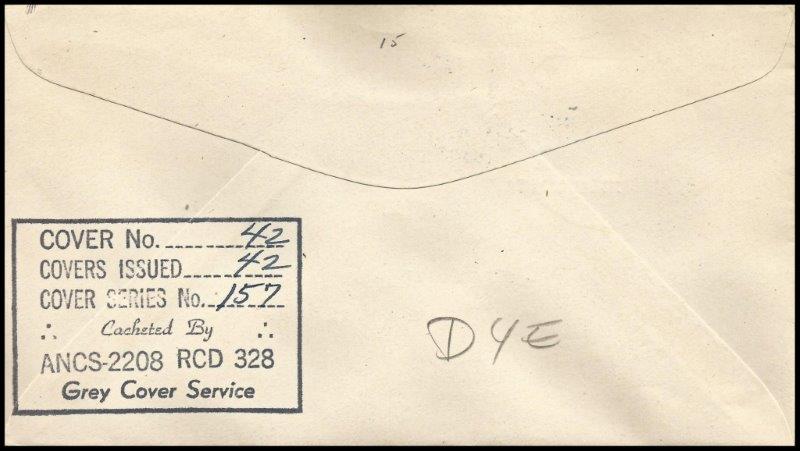 15
COVER No. 42
COVERS ISSUED 42
COVER SERIES No. 157
Cacheted By
ANCS-2208 RCD 328
Grey Cover Service
DYE